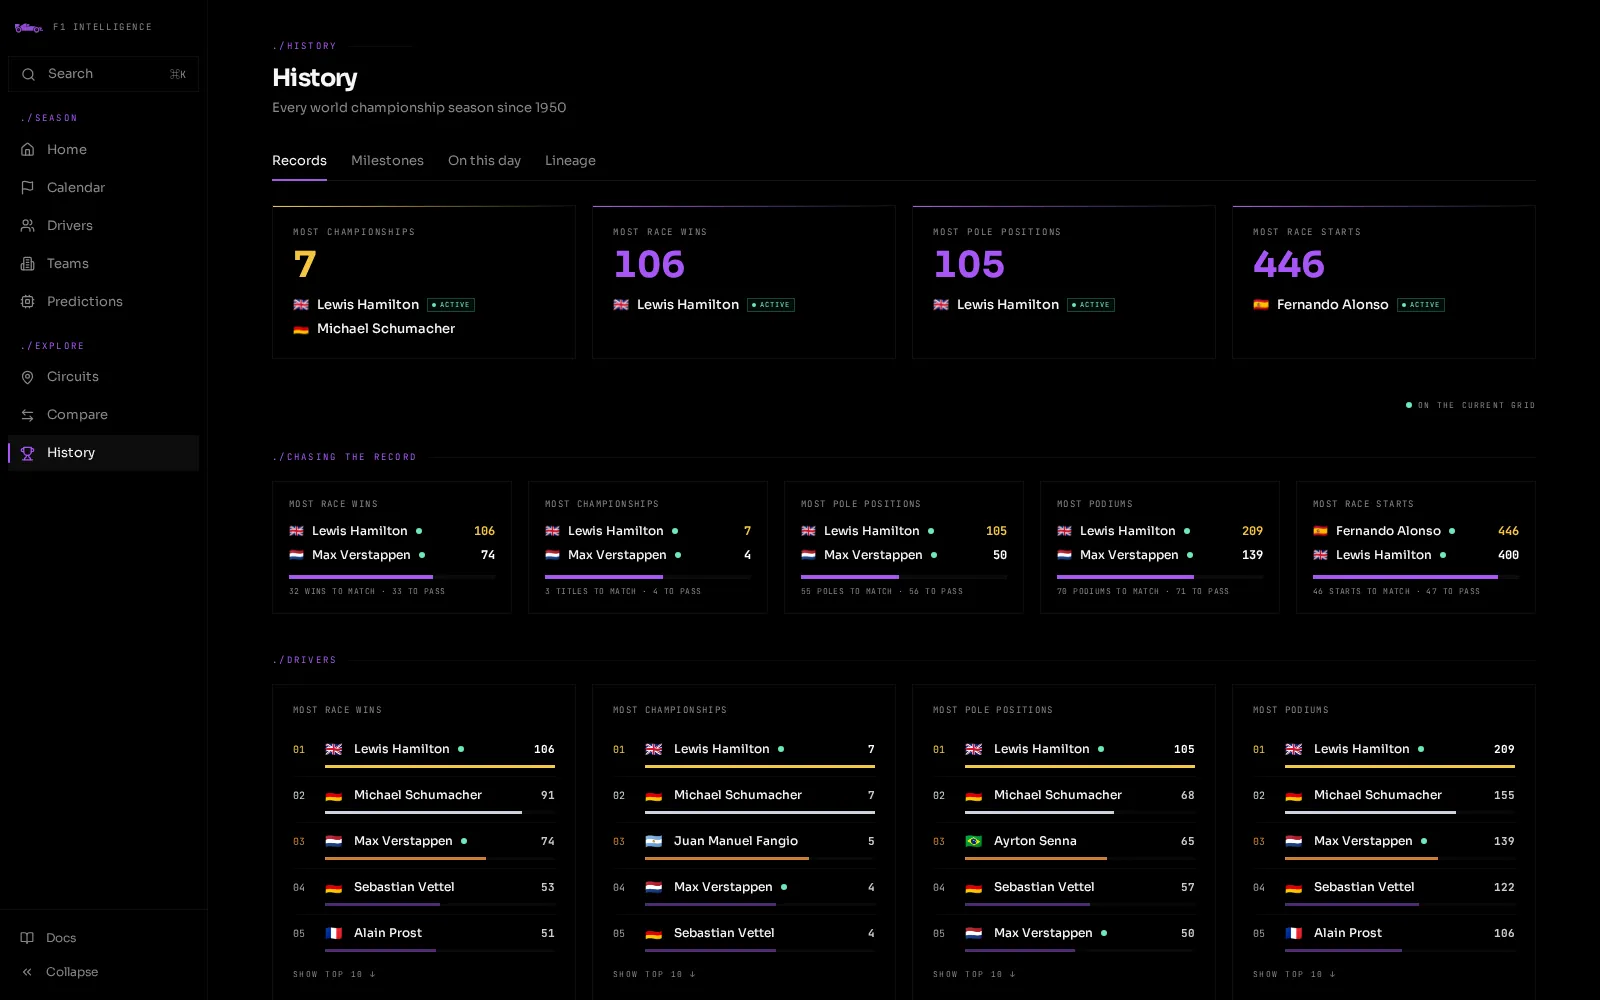 F1 INTELLIGENCE
Search ⌘K
./SEASON
Home
Calendar
Drivers
Teams
Predictions
./EXPLORE
Circuits
Compare
History
Docs
Collapse
./HISTORY
History
Every world championship season since 1950
Records Milestones On this day Lineage
MOST CHAMPIONSHIPS
7
Lewis Hamilton ACTIVE
Michael Schumacher
MOST RACE WINS
106
Lewis Hamilton ACTIVE
MOST POLE POSITIONS
105
Lewis Hamilton ACTIVE
MOST RACE STARTS
446
Fernando Alonso ACTIVE
ON THE CURRENT GRID
./CHASING THE RECORD
MOST RACE WINS
Lewis Hamilton 106
Max Verstappen 74
32 WINS TO MATCH · 33 TO PASS
MOST CHAMPIONSHIPS
Lewis Hamilton 7
Max Verstappen 4
3 TITLES TO MATCH · 4 TO PASS
MOST POLE POSITIONS
Lewis Hamilton 105
Max Verstappen 50
55 POLES TO MATCH · 56 TO PASS
MOST PODIUMS
Lewis Hamilton 209
Max Verstappen 139
70 PODIUMS TO MATCH · 71 TO PASS
MOST RACE STARTS
Fernando Alonso 446
Lewis Hamilton 400
46 STARTS TO MATCH · 47 TO PASS
./DRIVERS
MOST RACE WINS
01 Lewis Hamilton 106
02 Michael Schumacher 91
03 Max Verstappen 74
04 Sebastian Vettel 53
05 Alain Prost 51
SHOW TOP 10 ↓
MOST CHAMPIONSHIPS
01 Lewis Hamilton 7
02 Michael Schumacher 7
03 Juan Manuel Fangio 5
04 Max Verstappen 4
05 Sebastian Vettel 4
SHOW TOP 10 ↓
MOST POLE POSITIONS
01 Lewis Hamilton 105
02 Michael Schumacher 68
03 Ayrton Senna 65
04 Sebastian Vettel 57
05 Max Verstappen 50
SHOW TOP 10 ↓
MOST PODIUMS
01 Lewis Hamilton 209
02 Michael Schumacher 155
03 Max Verstappen 139
04 Sebastian Vettel 122
05 Alain Prost 106
SHOW TOP 10 ↓